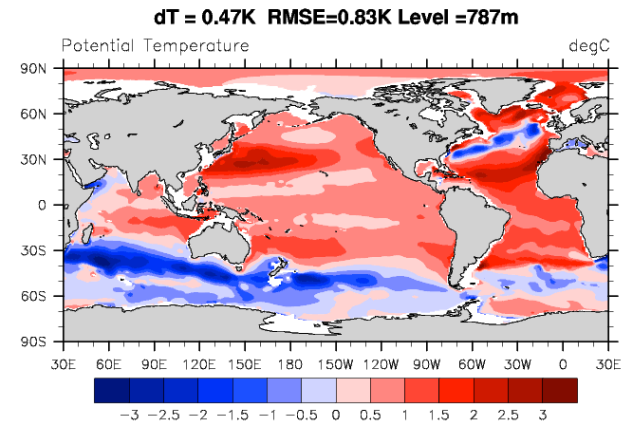 dT = 0.47K RMSE=0.83K Level =787m
Potential Temperature degC
90N
60N
30N
0
30S
60S
90S
30E 60E 90E 120E 150E 180 150W 120W 90W 60W 30W 0 30E
-3 -2.5 -2 -1.5 -1 -0.5 0 0.5 1 1.5 2 2.5 3